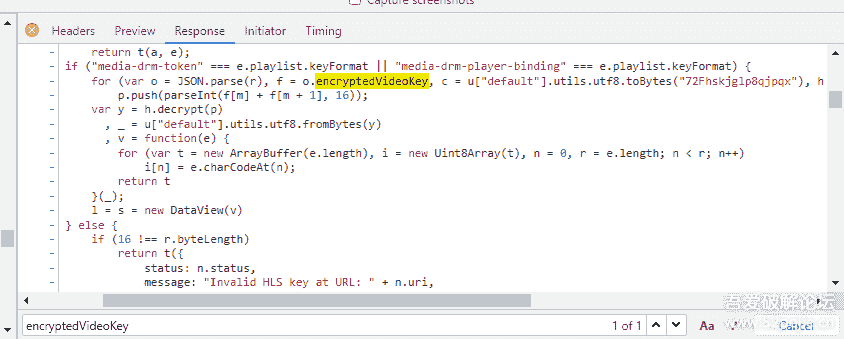 Capture screenshots
Headers Preview Response Initiator Timing
return t(a, e);
if ("media-drm-token" === e.playlist.keyFormat || "media-drm-player-binding" === e.playlist.keyFormat) {
for (var o = JSON.parse(r), f = o.encryptedVideoKey, c = u["default"].utils.utf8.toBytes("72Fhskjglp8qjpqx"), h
p.push(parseInt(f[m] + f[m + 1], 16));
var y = h.decrypt(p)
, _ = u["default"].utils.utf8.fromBytes(y)
, v = function(e) {
for (var t = new ArrayBuffer(e.length), i = new Uint8Array(t), n = 0, r = e.length; n < r; n++)
i[n] = e.charCodeAt(n);
return t
}(_);
l = s = new DataView(v)
} else {
if (16 !== r.byteLength)
return t({
status: n.status,
message: "Invalid HLS key at URL: " + n.uri,
吾爱破解论坛
encryptedVideoKey 1 of 1 Aa .* Cancel